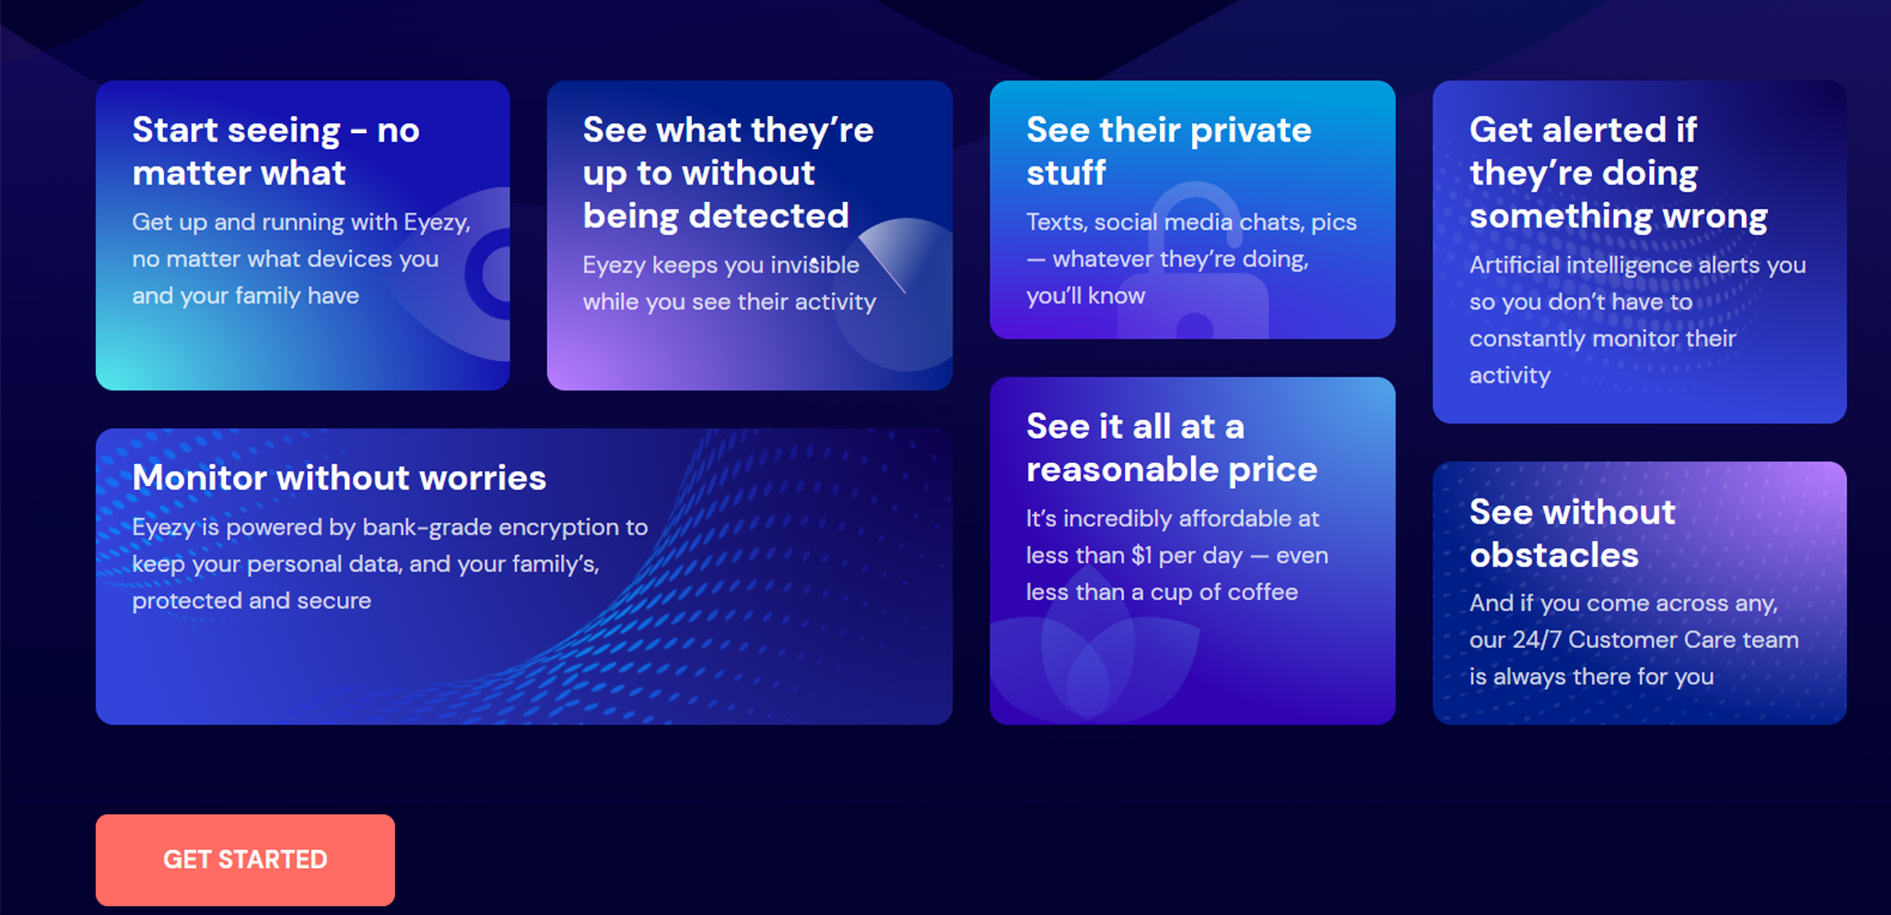 Start seeing - no
matter what
Get up and running with Eyezy,
no matter what devices you
and your family have
See what they’re
up to without
being detected
Eyezy keeps you invisible
while you see their activity
See their private
stuff
Texts, social media chats, pics
— whatever they’re doing,
you’ll know
Get alerted if
they’re doing
something wrong
Artificial intelligence alerts you
so you don’t have to
constantly monitor their
activity
Monitor without worries
Eyezy is powered by bank-grade encryption to
keep your personal data, and your family’s,
protected and secure
See it all at a
reasonable price
It’s incredibly affordable at
less than $1 per day — even
less than a cup of coffee
See without
obstacles
And if you come across any,
our 24/7 Customer Care team
is always there for you
GET STARTED